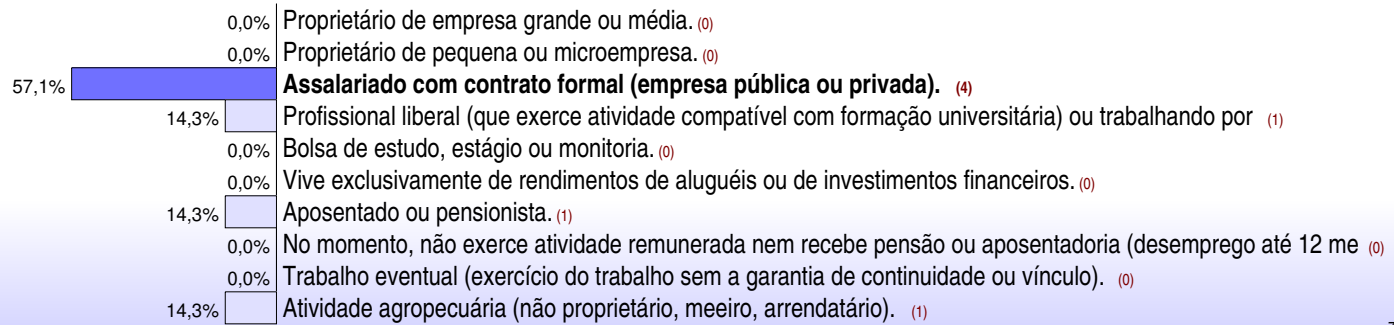 0,0% Proprietário de empresa grande ou média. (0)
0,0% Proprietário de pequena ou microempresa. (0)
57,1% Assalariado com contrato formal (empresa pública ou privada). (4)
14,3% Profissional liberal (que exerce atividade compatível com formação universitária) ou trabalhando por (1)
0,0% Bolsa de estudo, estágio ou monitoria. (0)
0,0% Vive exclusivamente de rendimentos de aluguéis ou de investimentos financeiros. (0)
14,3% Aposentado ou pensionista. (1)
0,0% No momento, não exerce atividade remunerada nem recebe pensão ou aposentadoria (desemprego até 12 me (0)
0,0% Trabalho eventual (exercício do trabalho sem a garantia de continuidade ou vínculo). (0)
14,3% Atividade agropecuária (não proprietário, meeiro, arrendatário). (1)